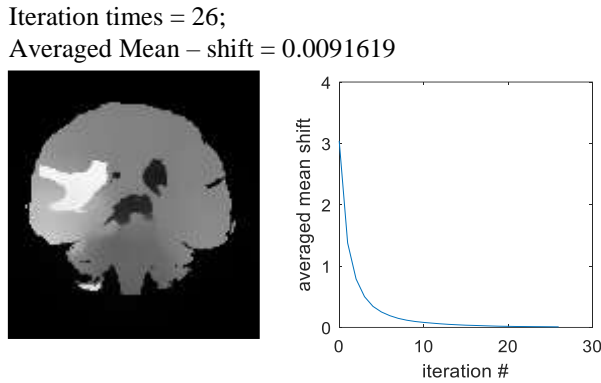 Iteration times = 26;
Averaged Mean – shift = 0.0091619
4
3
2
1
0
averaged mean shift
0 10 20 30
iteration #